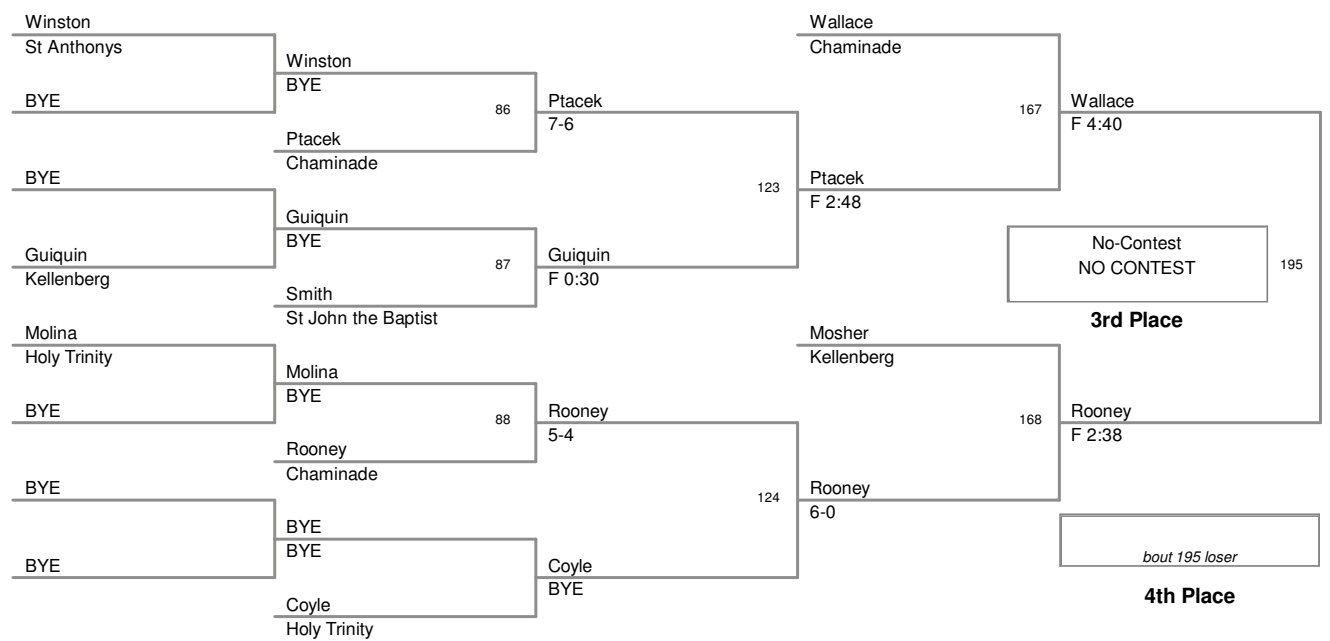 Winston
St Anthonys
BYE
BYE
Guiquin
Kellenberg
Molina
Holy Trinity
BYE
BYE
BYE
Winston
BYE
86
Ptacek
Chaminade
Guiquin
BYE
87
Smith
St John the Baptist
Molina
BYE
88
Rooney
Chaminade
BYE
BYE
Coyle
Holy Trinity
Ptacek
7-6
123
Guiquin
F 0:30
Rooney
5-4
124
Coyle
BYE
Wallace
Chaminade
167
Ptacek
F 2:48
Mosher
Kellenberg
168
Rooney
6-0
Wallace
F 4:40
No-Contest
NO CONTEST
195
3rd Place
Rooney
F 2:38
bout 195 loser
4th Place